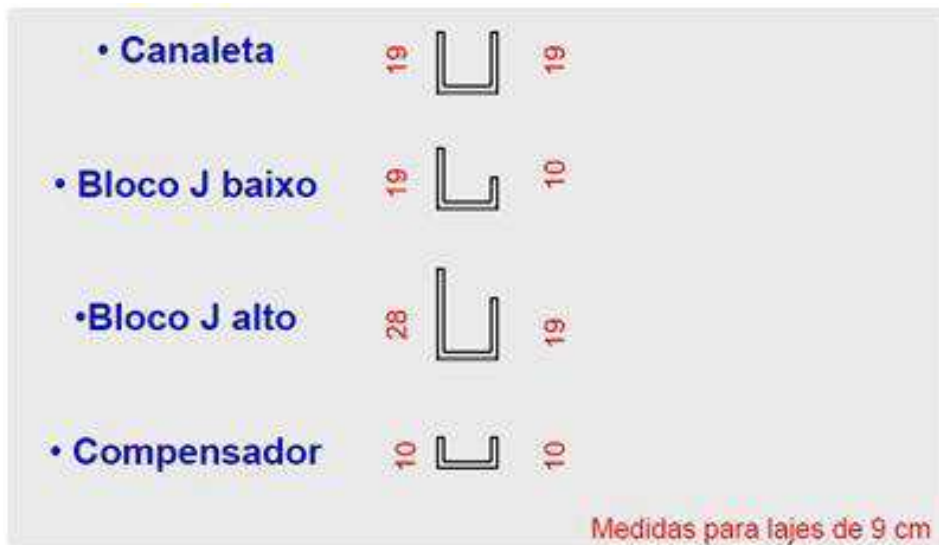 • Canaleta 19 19
• Bloco J baixo 19 10
•Bloco J alto 28 19
• Compensador 10 10
Medidas para lajes de 9 cm